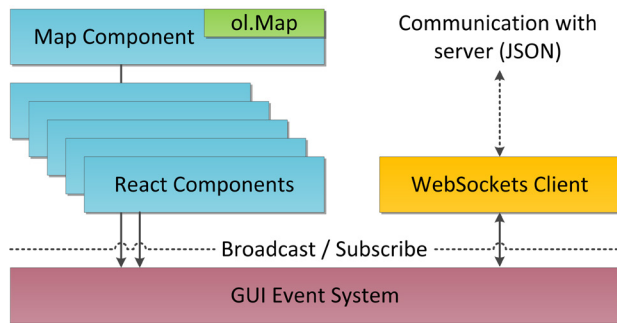 Map Component
ol.Map
Communication with
server (JSON)
React Components
WebSockets Client
Broadcast / Subscribe
GUI Event System